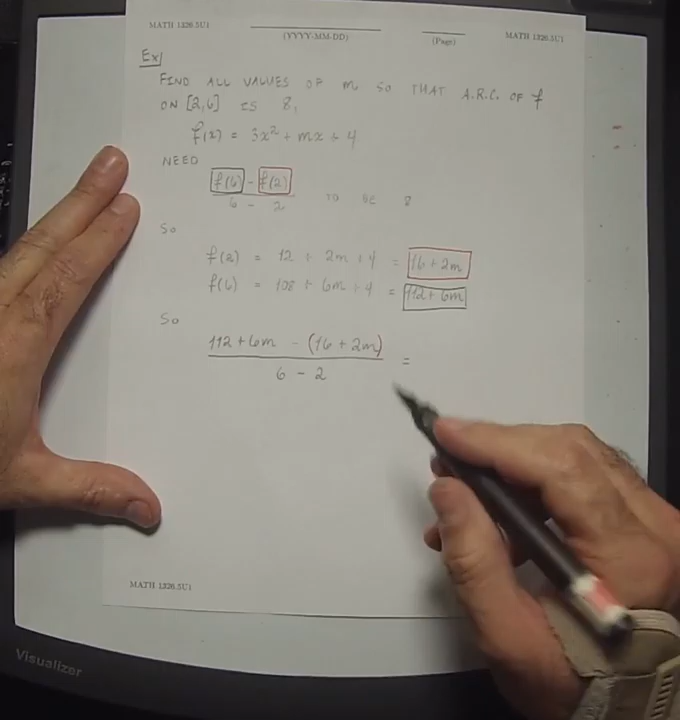 MATH 1326.5U1 (YYYY-MM-DD) (Page) MATH 1326.5U1
Ex1
FIND ALL VALUES OF m SO THAT A.R.C. OF f
ON [2,6] IS 8,
f(x) = 3x² + mx + 4
NEED
f(6) - f(2)
6 - 2 TO BE 8
SO
f(2) = 12 + 2m + 4 = 16 + 2m
f(6) = 108 + 6m + 4 = 112 + 6m
SO
112 + 6m - (16 + 2m)
6 - 2 =
MATH 1326.5U1
Visualizer